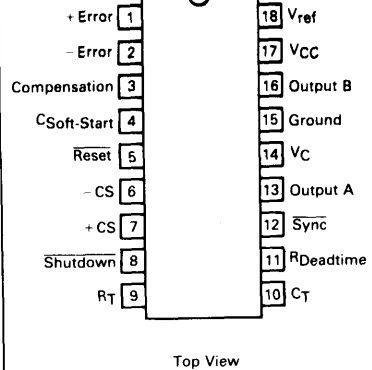 + Error 1
− Error 2
Compensation 3
CSoft-Start 4
Reset 5
− CS 6
+ CS 7
Shutdown 8
RT 9
18 Vref
17 VCC
16 Output B
15 Ground
14 VC
13 Output A
12 Sync
11 RDeadtime
10 CT
Top View